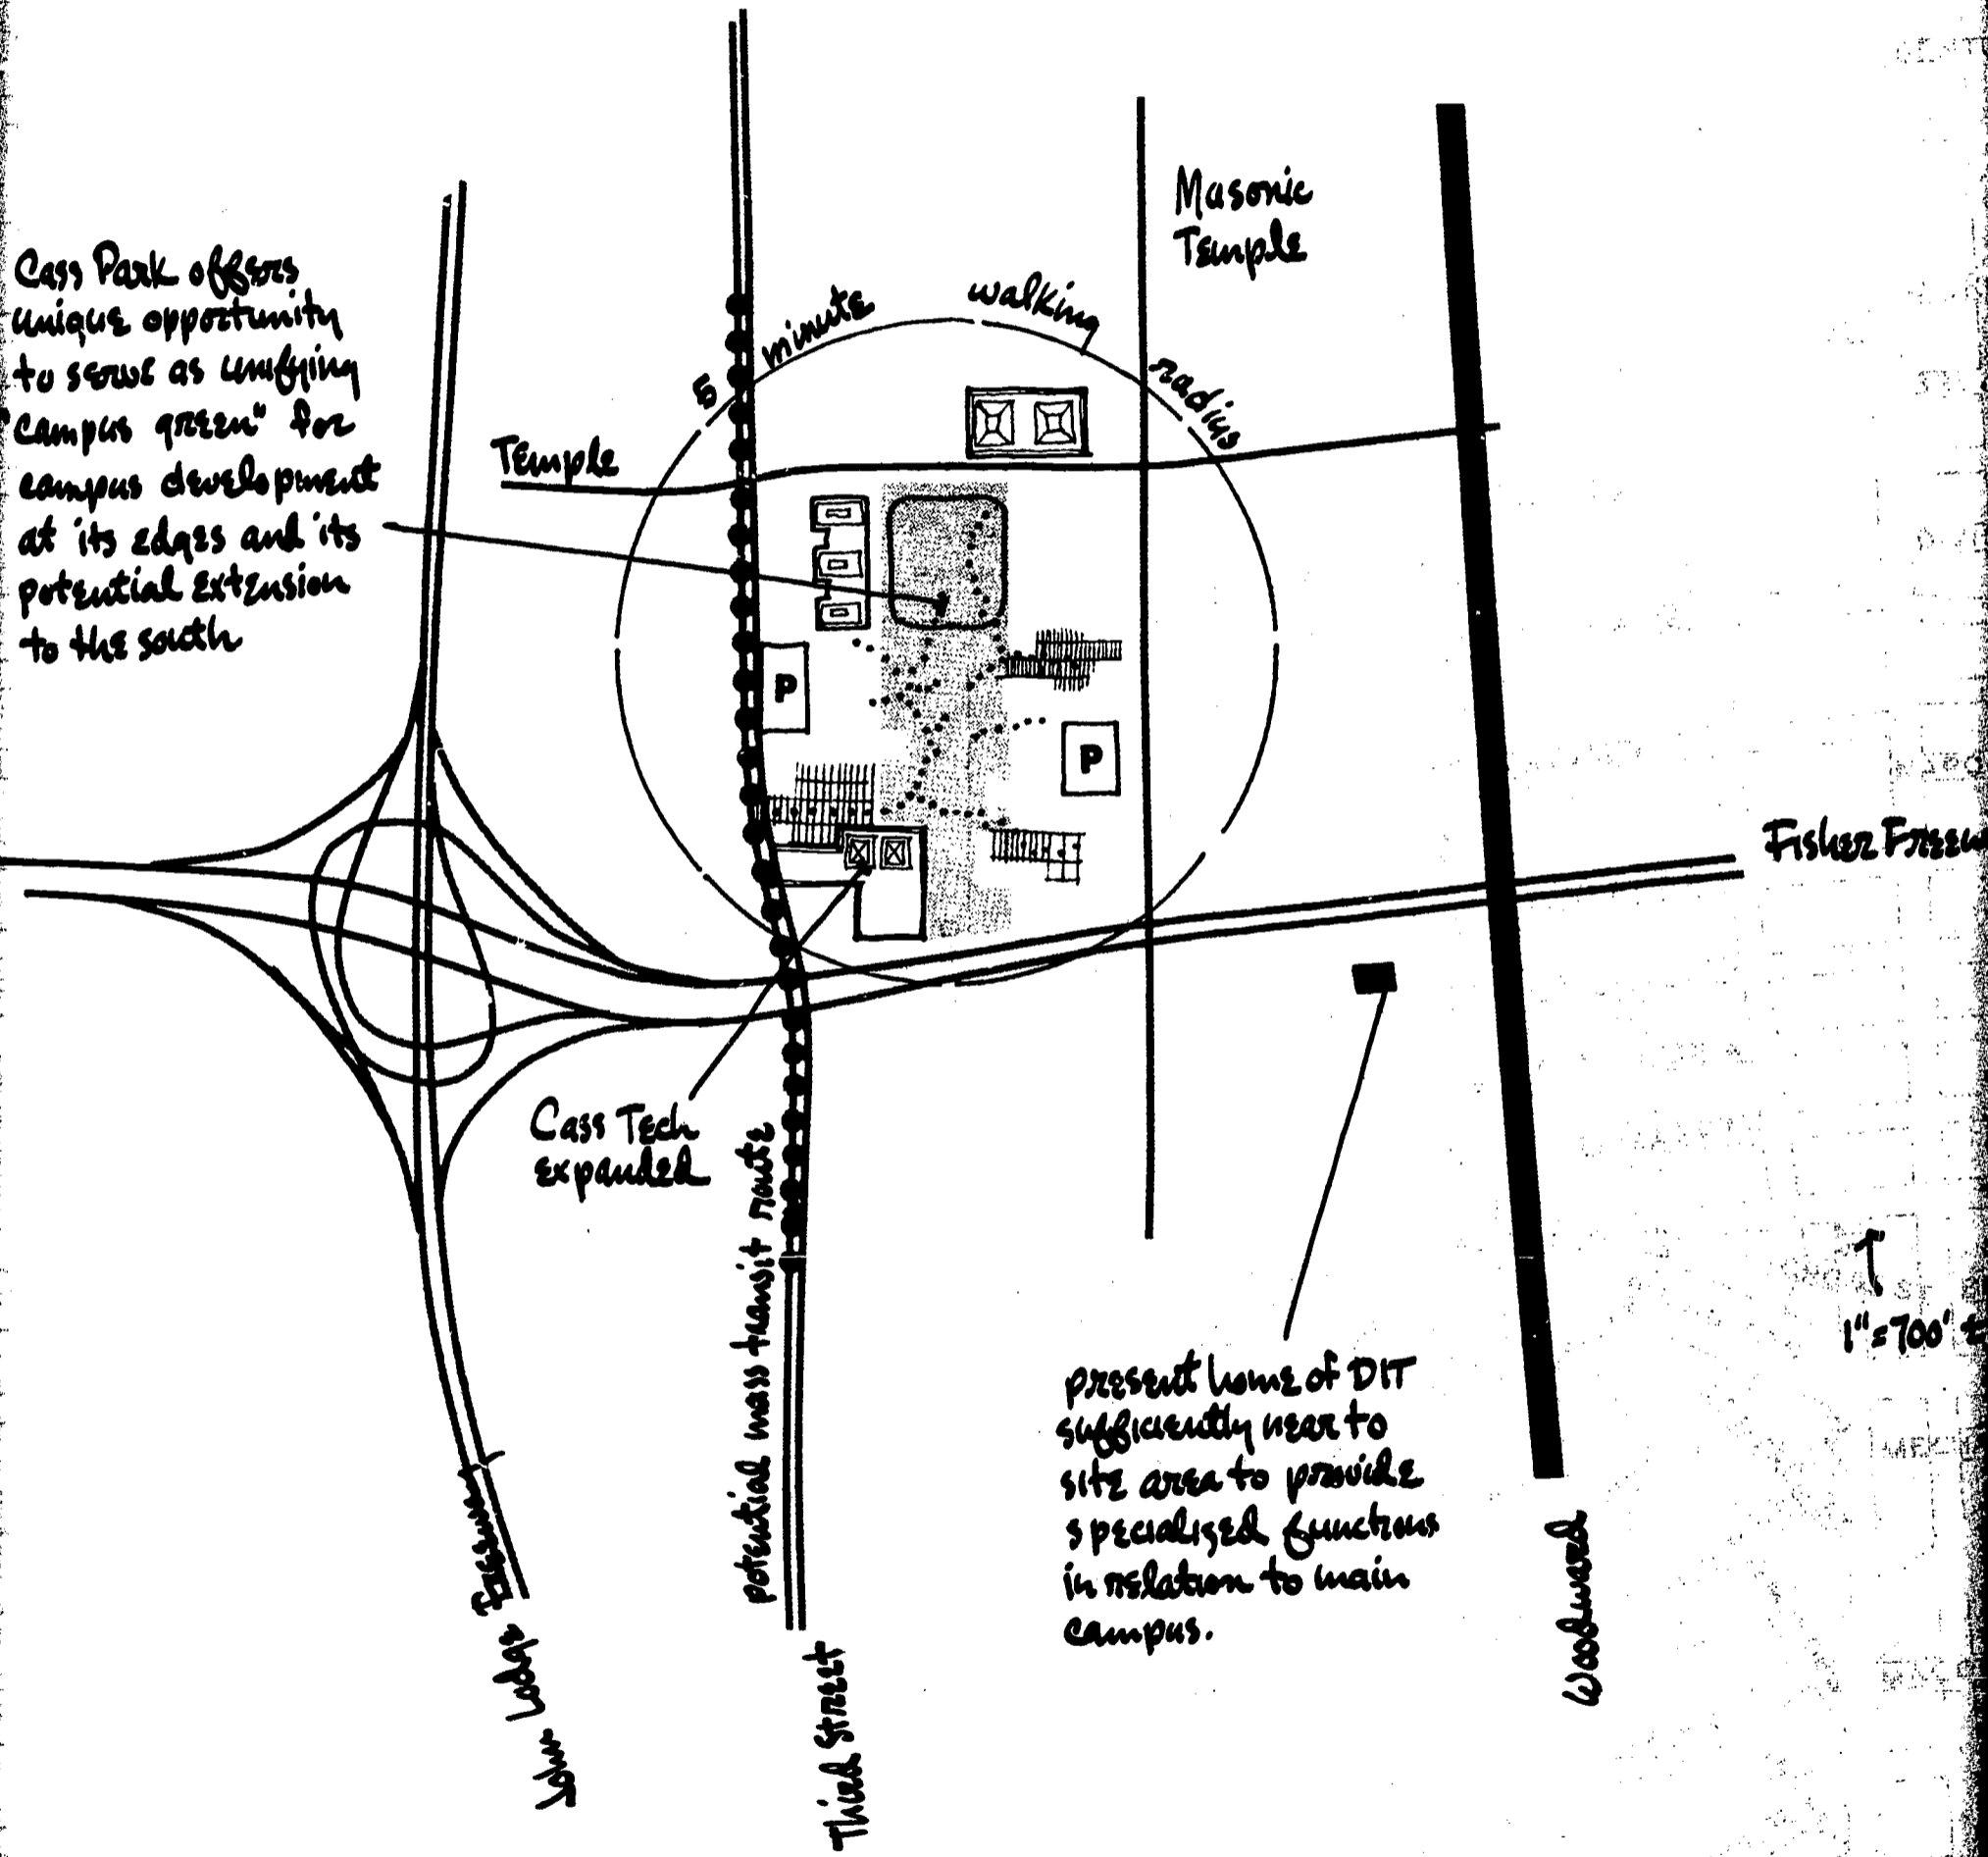 Masonic
Temple
Cass Park offers
unique opportunity
to serve as unifying
"campus green" for
campus development
at its edges and its
potential extension
to the south
5 minute walking radius
Temple
P
P
Fisher Freew
Cass Tech
expanded
potential mass transit route
1"=700'
present home of DIT
sufficiently near to
site area to provide
specialized functions
in relation to main
campus.
John Lodge Freeway
Third Street
Woodward